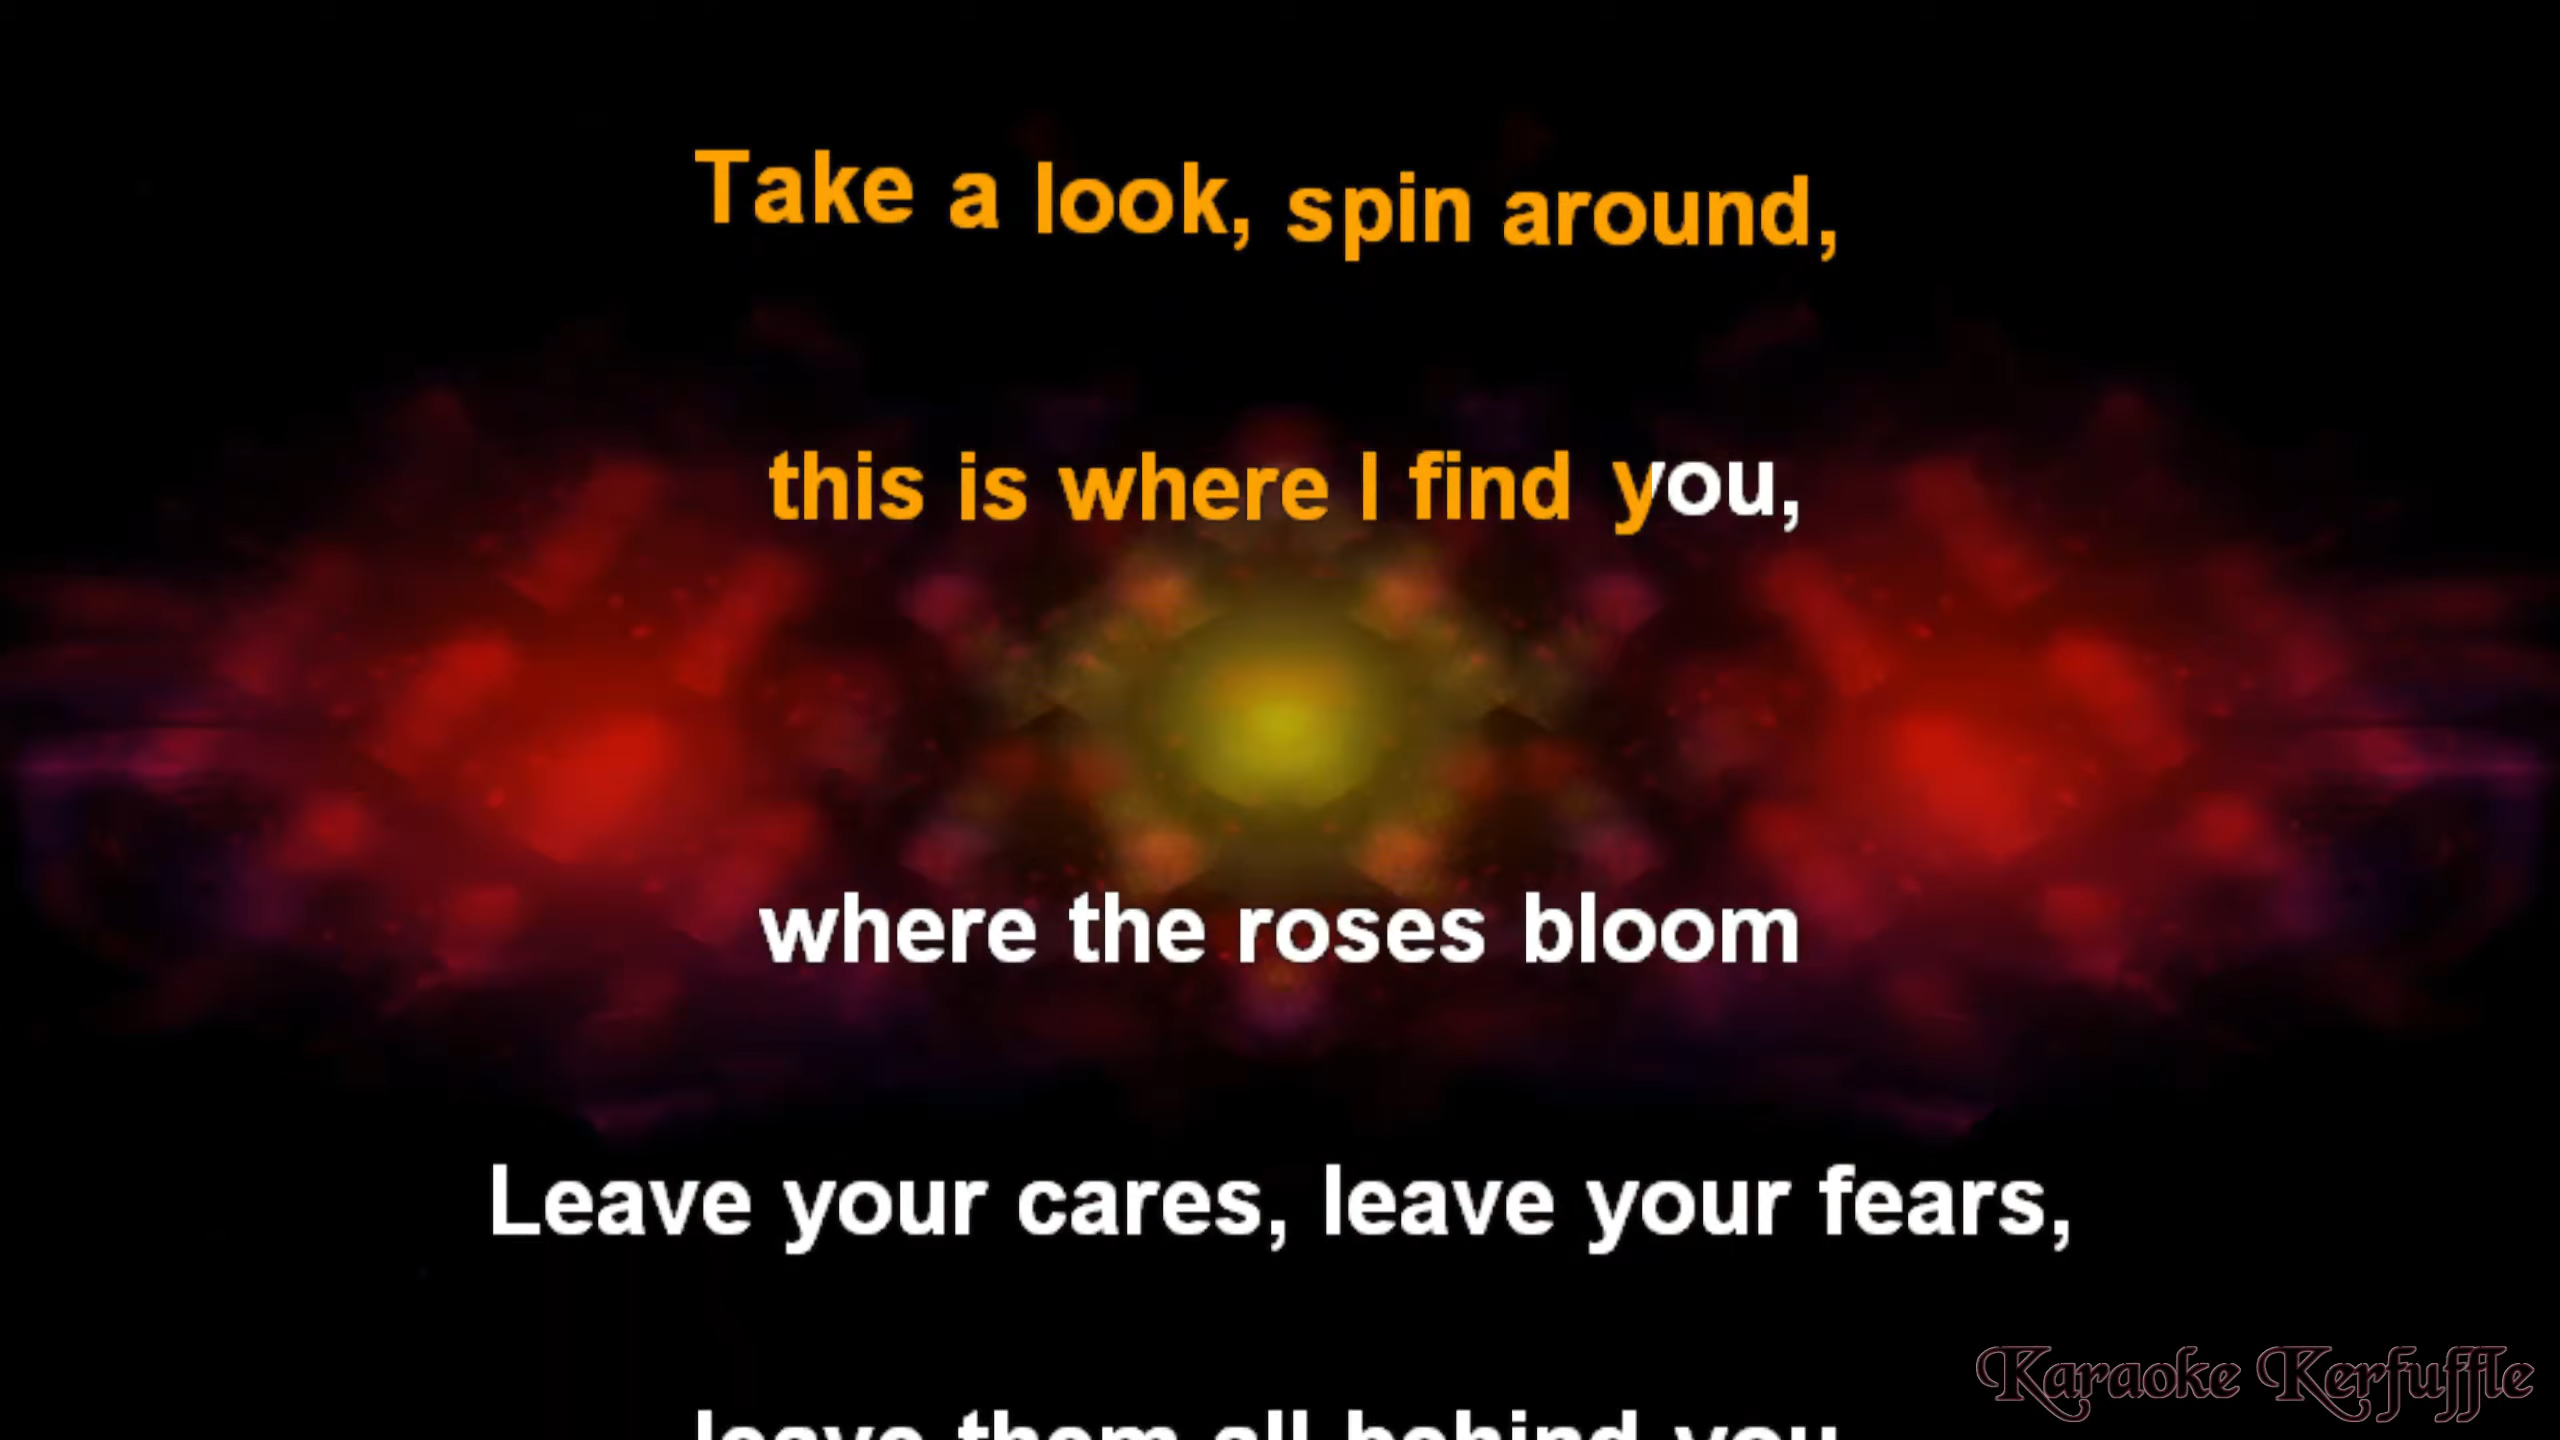 Take a look, spin around,
this is where I find you,
where the roses bloom
Leave your cares, leave your fears,
leave them all behind you
Karaoke Kerfuffle